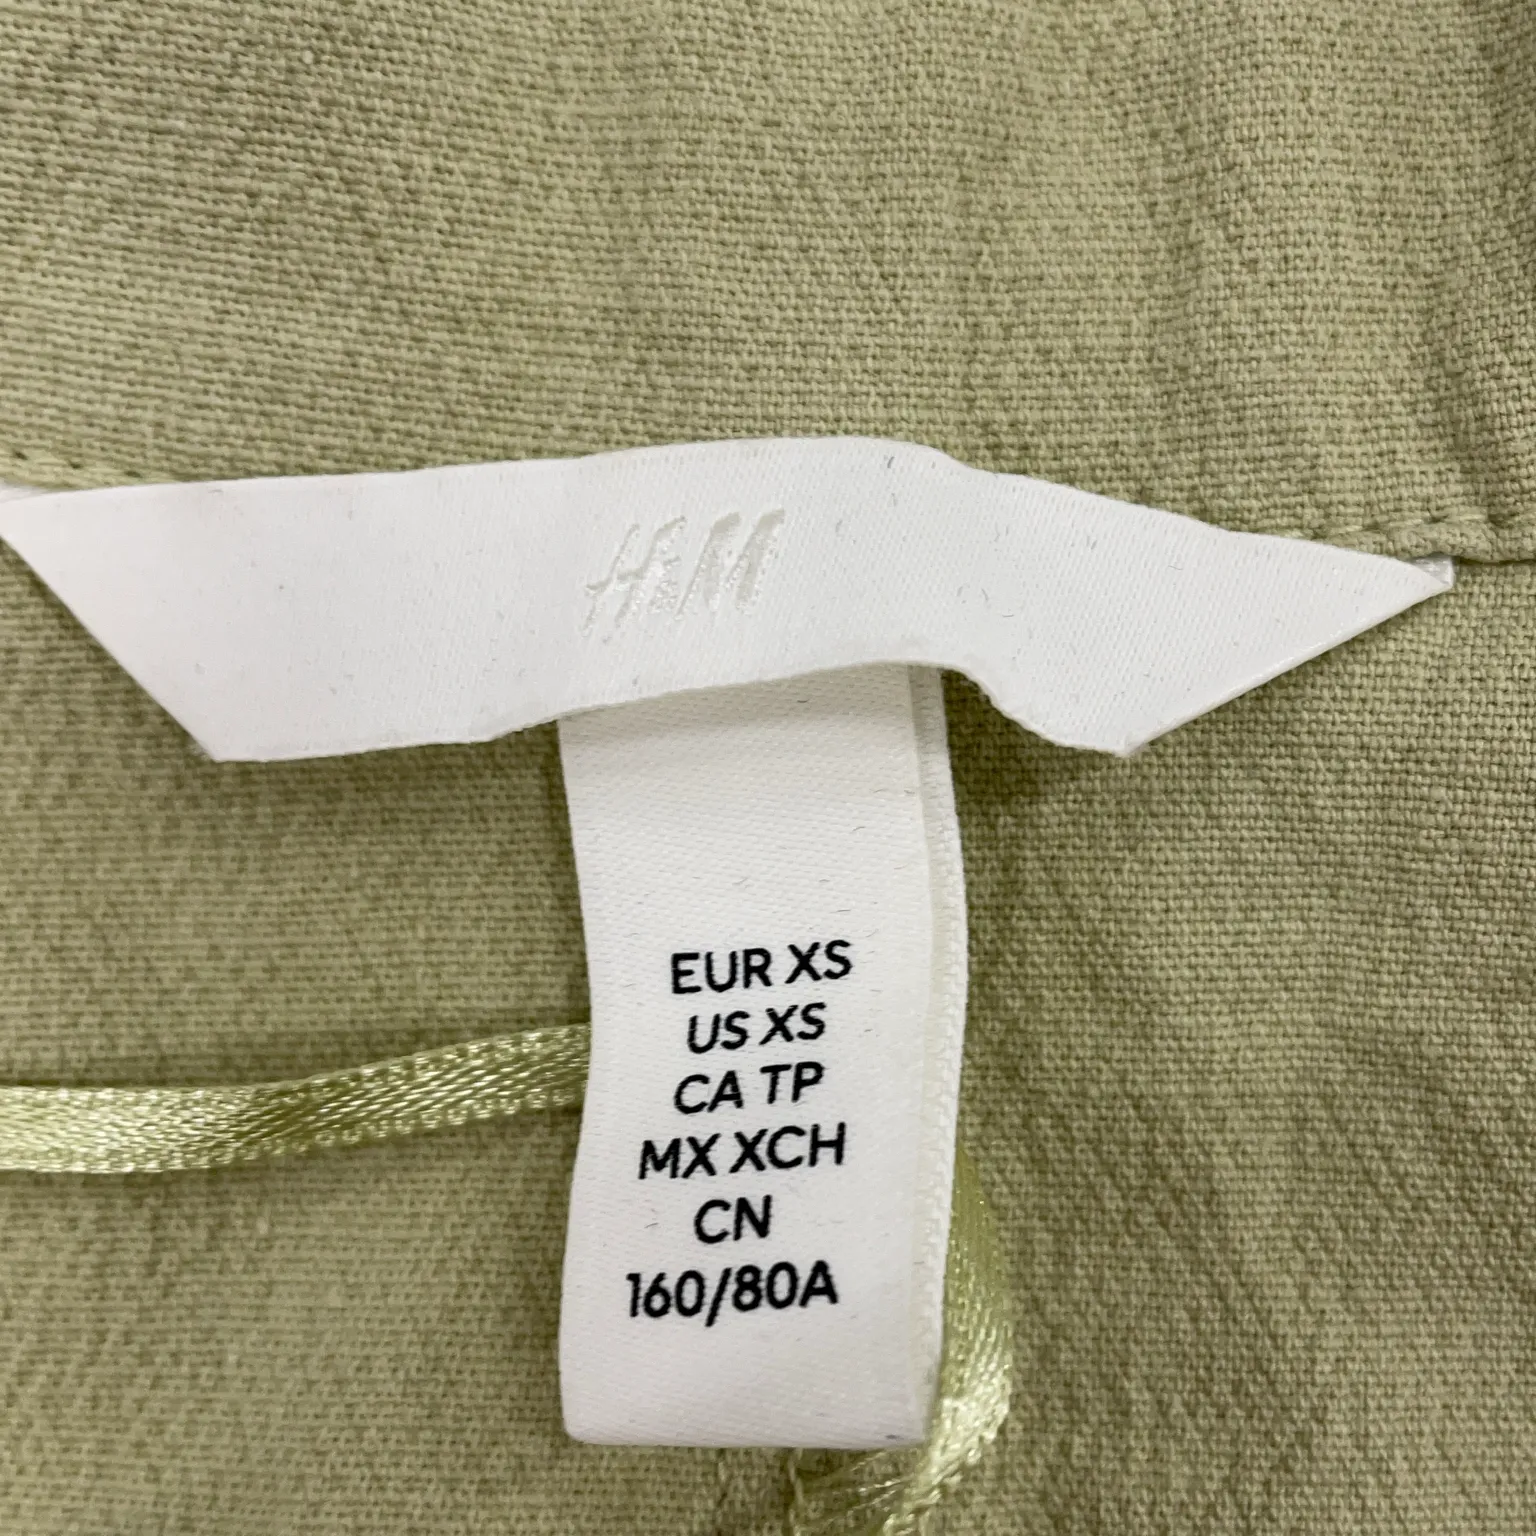 H&M
EUR XS
US XS
CA TP
MX XCH
CN
160/80A